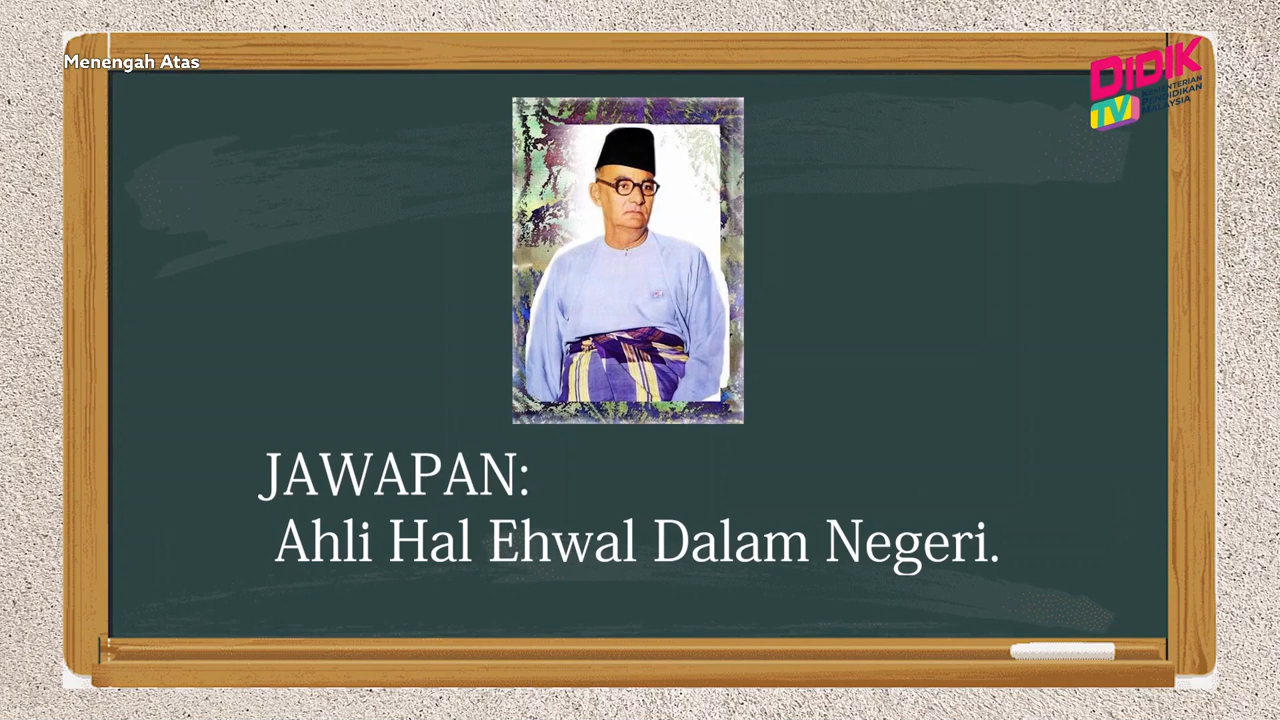 Menengah Atas
DIDIK
TV
KEMENTERIAN
PENDIDIKAN
MALAYSIA
JAWAPAN:
Ahli Hal Ehwal Dalam Negeri.